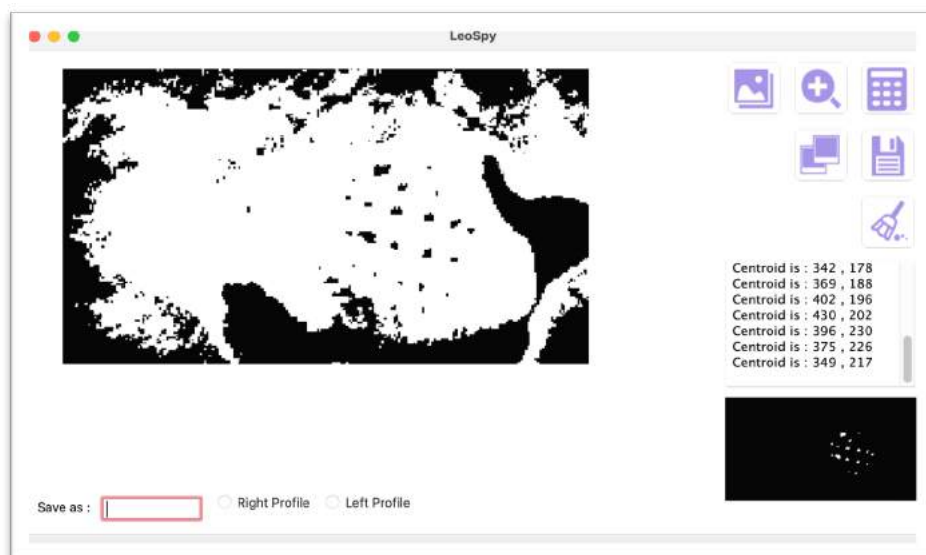 LeoSpy
Centroid is : 342 , 178
Centroid is : 369 , 188
Centroid is : 402 , 196
Centroid is : 430 , 202
Centroid is : 396 , 230
Centroid is : 375 , 226
Centroid is : 349 , 217
Save as :
Right Profile
Left Profile